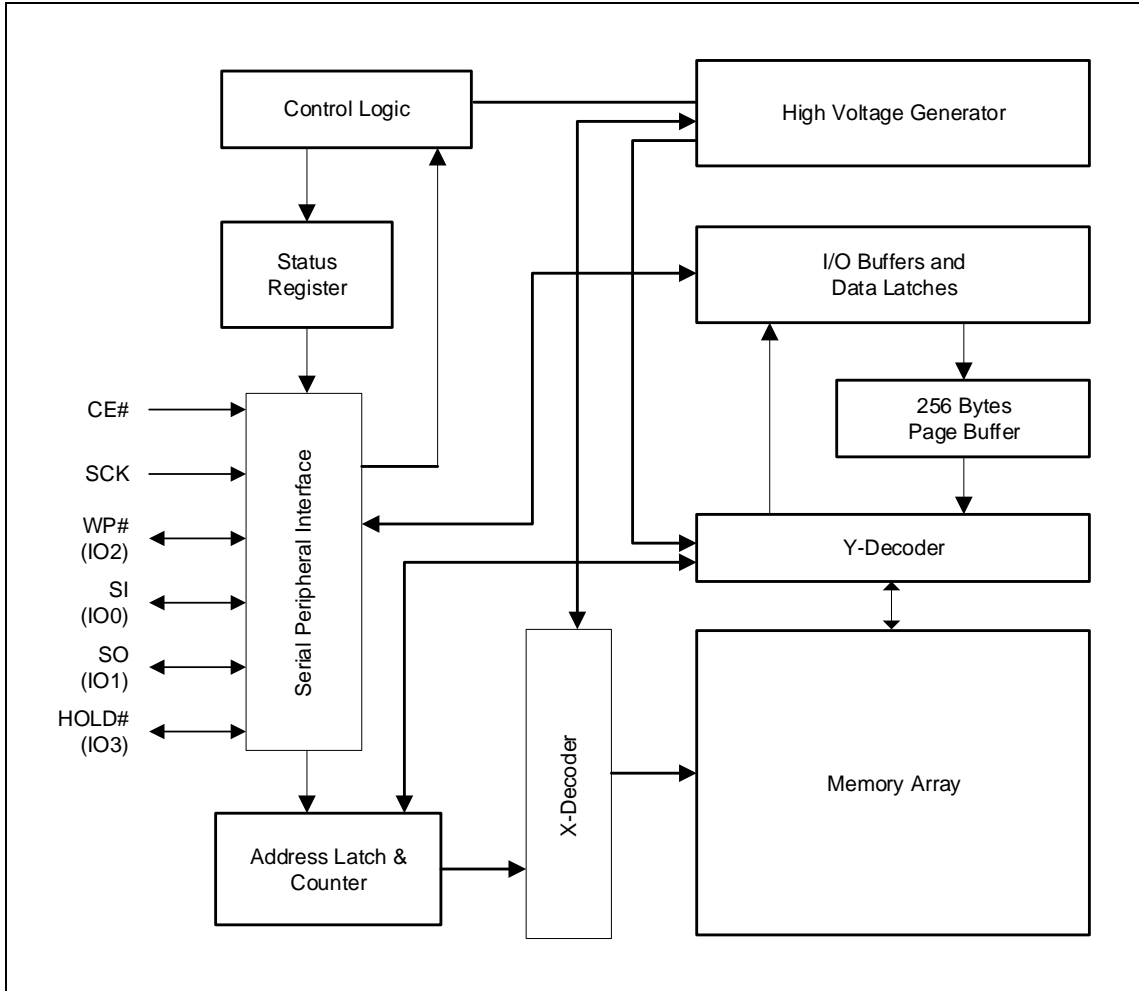 Control Logic
High Voltage Generator
Status
Register
I/O Buffers and
Data Latches
256 Bytes
Page Buffer
CE#
SCK
WP#
(IO2)
SI
(IO0)
SO
(IO1)
HOLD#
(IO3)
Serial Peripheral Interface
Y-Decoder
X-Decoder
Memory Array
Address Latch &
Counter